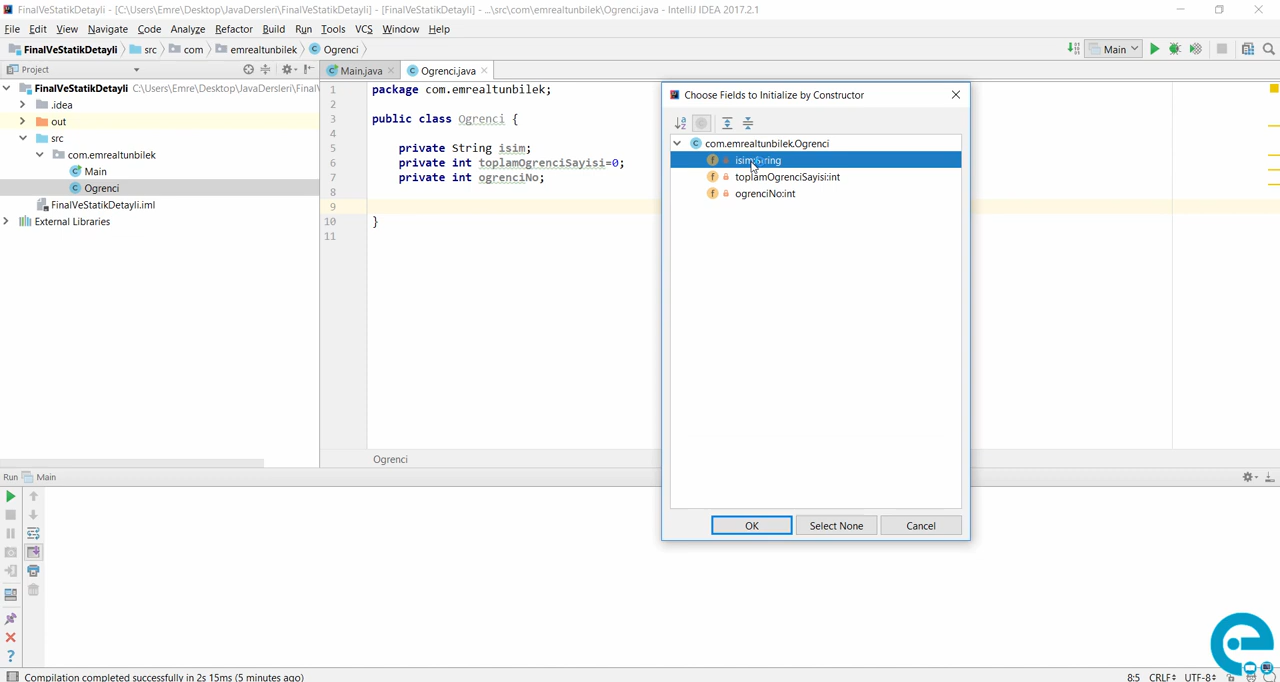 FinalVeStatikDetayli - [C:\Users\Emre\Desktop\JavaDersleri\FinalVeStatikDetayli] - [FinalVeStatikDetayli] - ...\src\com\emrealtunbilek\Ogrenci.java - IntelliJ IDEA 2017.2.1
File Edit View Navigate Code Analyze Refactor Build Run Tools VCS Window Help
FinalVeStatikDetayli src com emrealtunbilek Ogrenci Main
Project Main.java Ogrenci.java
FinalVeStatikDetayli C:\Users\Emre\Desktop\JavaDersleri\FinalV
.idea
out
src
com.emrealtunbilek
Main
Ogrenci
FinalVeStatikDetayli.iml
External Libraries
1 package com.emrealtunbilek;
2
3 public class Ogrenci {
4
5 private String isim;
6 private int toplamOgrenciSayisi=0;
7 private int ogrenciNo;
8
9
10 }
11
Ogrenci
Choose Fields to Initialize by Constructor
com.emrealtunbilek.Ogrenci
isim:String
toplamOgrenciSayisi:int
ogrenciNo:int
OK Select None Cancel
Run Main
Compilation completed successfully in 2s 15ms (5 minutes ago) 8:5 CRLF UTF-8